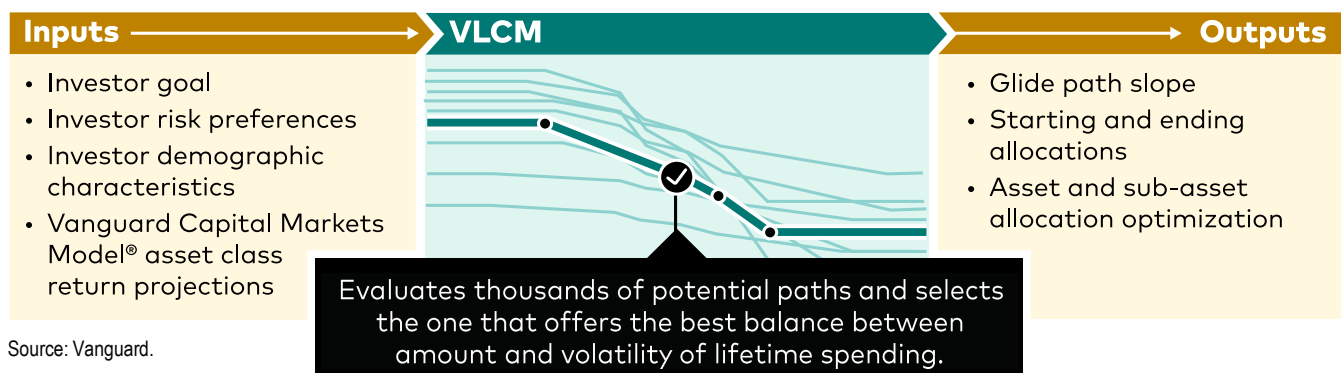 Inputs
• Investor goal
• Investor risk preferences
• Investor demographic
characteristics
• Vanguard Capital Markets
Model® asset class
return projections
VLCM
Evaluates thousands of potential paths and selects
the one that offers the best balance between
amount and volatility of lifetime spending.
Outputs
• Glide path slope
• Starting and ending
allocations
• Asset and sub-asset
allocation optimization
Source: Vanguard.